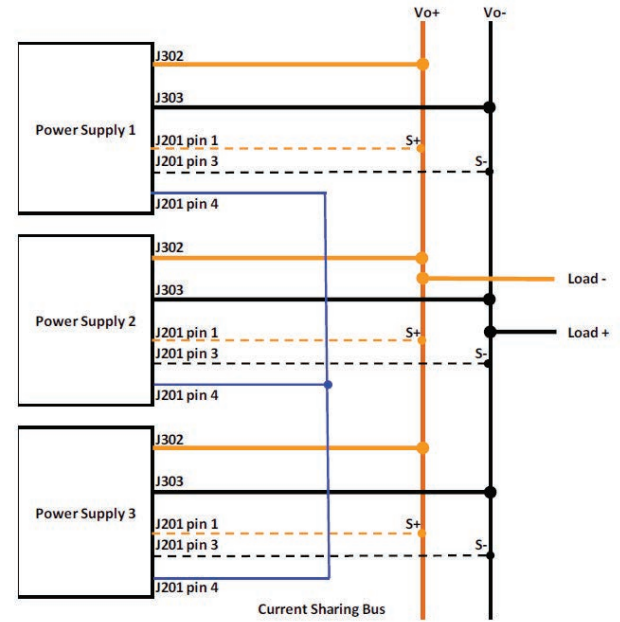 Vo+ Vo-
J302
J303
Power Supply 1
J201 pin 1 S+
J201 pin 3 S-
J201 pin 4
J302
Load -
J303
Power Supply 2
Load +
J201 pin 1 S+
J201 pin 3 S-
J201 pin 4
J302
J303
Power Supply 3
J201 pin 1 S+
J201 pin 3 S-
J201 pin 4
Current Sharing Bus